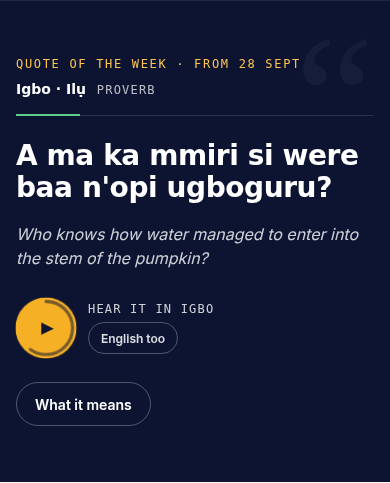 QUOTE OF THE WEEK · FROM 28 SEPT
Igbo · Ilụ PROVERB
A ma ka mmiri si were
baa n'opi ugboguru?
Who knows how water managed to enter into
the stem of the pumpkin?
HEAR IT IN IGBO
English too
What it means